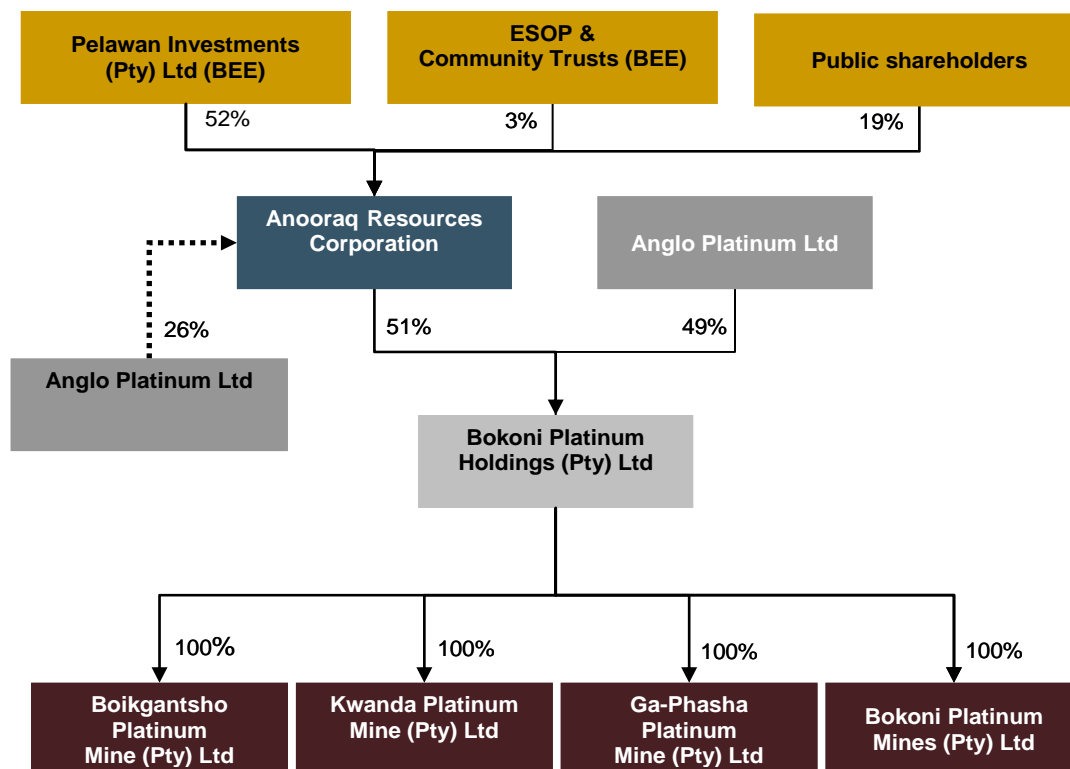 Pelawan Investments
(Pty) Ltd (BEE)
ESOP &
Community Trusts (BEE)
Public shareholders
52%
3%
19%
Anooraq Resources
Corporation
Anglo Platinum Ltd
26%
51%
49%
Anglo Platinum Ltd
Bokoni Platinum
Holdings (Pty) Ltd
100%
100%
100%
100%
Boikgantsho
Platinum
Mine (Pty) Ltd
Kwanda Platinum
Mine (Pty) Ltd
Ga-Phasha
Platinum
Mine (Pty) Ltd
Bokoni Platinum
Mines (Pty) Ltd